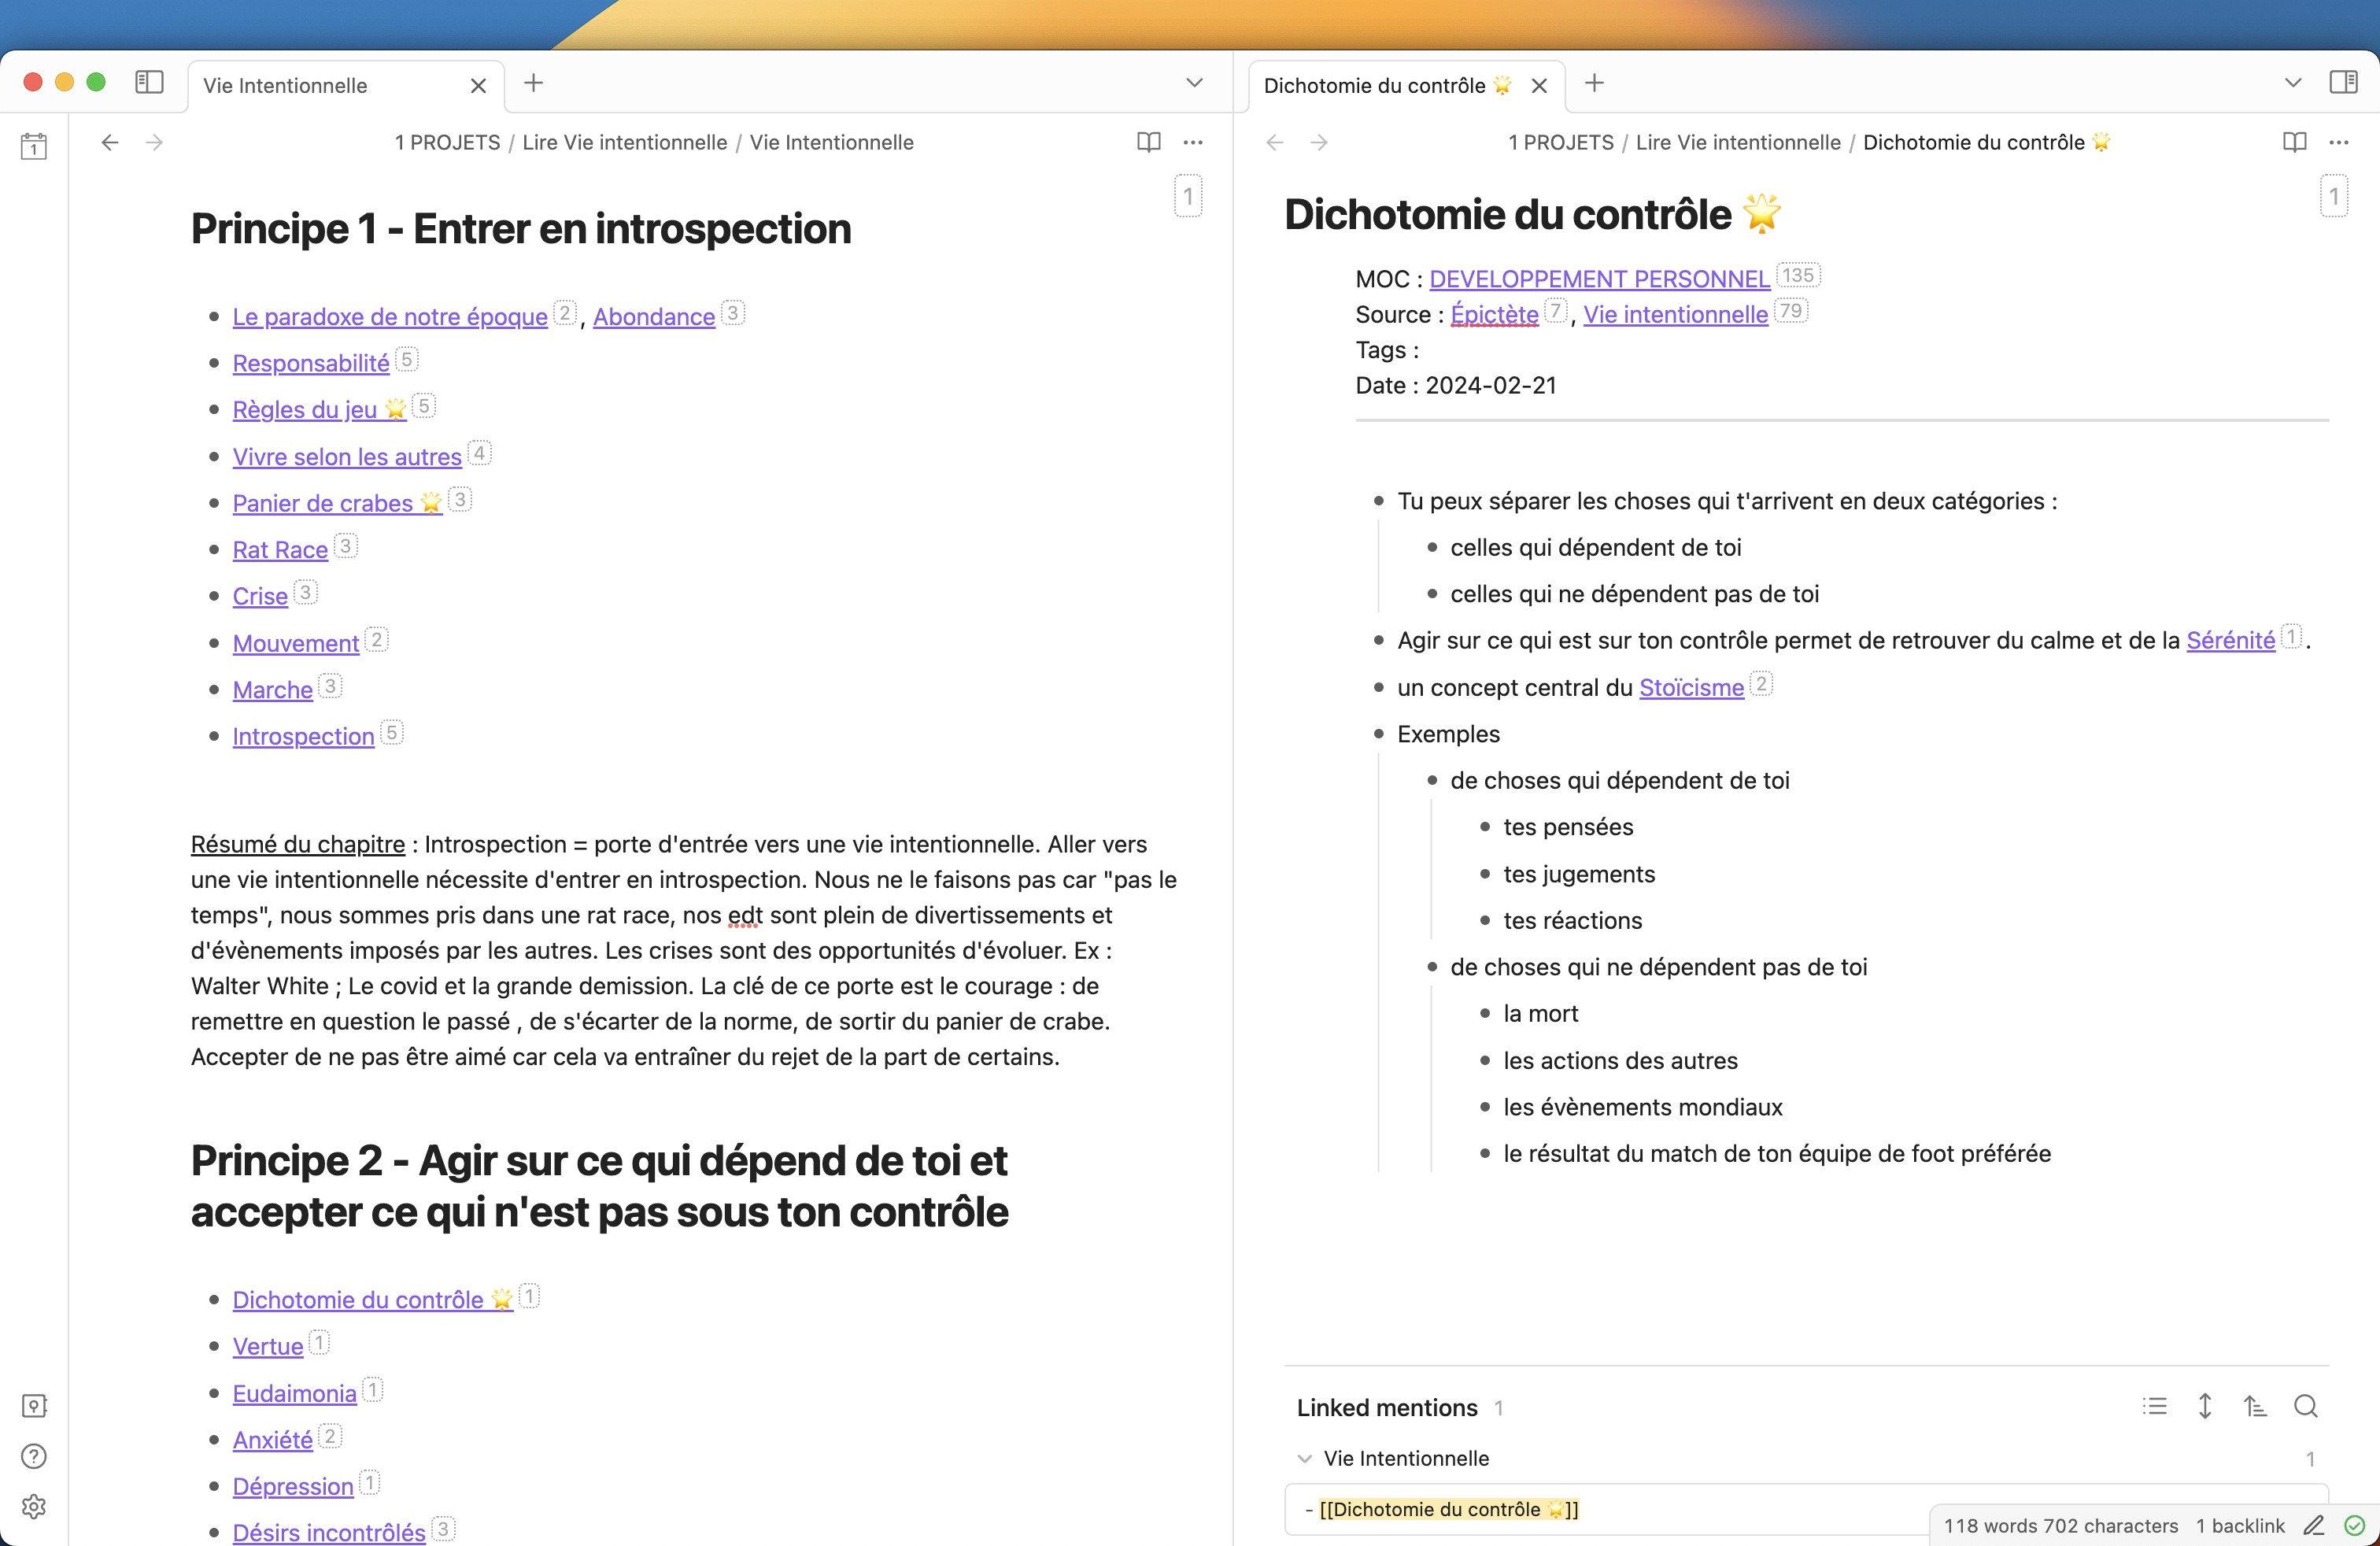 Vie Intentionnelle
Dichotomie du contrôle 🌟
1
1 PROJETS / Lire Vie intentionnelle / Vie Intentionnelle
1
Principe 1 - Entrer en introspection
Le paradoxe de notre époque 2 , Abondance 3
Responsabilité 5
Règles du jeu 🌟 5
Vivre selon les autres 4
Panier de crabes 🌟 3
Rat Race 3
Crise 3
Mouvement 2
Marche 3
Introspection 5
Résumé du chapitre : Introspection = porte d'entrée vers une vie intentionnelle. Aller vers
une vie intentionnelle nécessite d'entrer en introspection. Nous ne le faisons pas car "pas le
temps", nous sommes pris dans une rat race, nos edt sont plein de divertissements et
d'évènements imposés par les autres. Les crises sont des opportunités d'évoluer. Ex :
Walter White ; Le covid et la grande demission. La clé de ce porte est le courage : de
remettre en question le passé , de s'écarter de la norme, de sortir du panier de crabe.
Accepter de ne pas être aimé car cela va entraîner du rejet de la part de certains.
Principe 2 - Agir sur ce qui dépend de toi et
accepter ce qui n'est pas sous ton contrôle
Dichotomie du contrôle 🌟 1
Vertue 1
Eudaimonia 1
Anxiété 2
Dépression 1
Désirs incontrôlés 3
1 PROJETS / Lire Vie intentionnelle / Dichotomie du contrôle 🌟
1
Dichotomie du contrôle 🌟
MOC : DEVELOPPEMENT PERSONNEL 135
Source : Épictète 7 , Vie intentionnelle 79
Tags :
Date : 2024-02-21
Tu peux séparer les choses qui t'arrivent en deux catégories :
celles qui dépendent de toi
celles qui ne dépendent pas de toi
Agir sur ce qui est sur ton contrôle permet de retrouver du calme et de la Sérénité 1 .
un concept central du Stoïcisme 2
Exemples
de choses qui dépendent de toi
tes pensées
tes jugements
tes réactions
de choses qui ne dépendent pas de toi
la mort
les actions des autres
les évènements mondiaux
le résultat du match de ton équipe de foot préférée
Linked mentions 1
Vie Intentionnelle 1
- [[Dichotomie du contrôle 🌟]]
118 words 702 characters 1 backlink